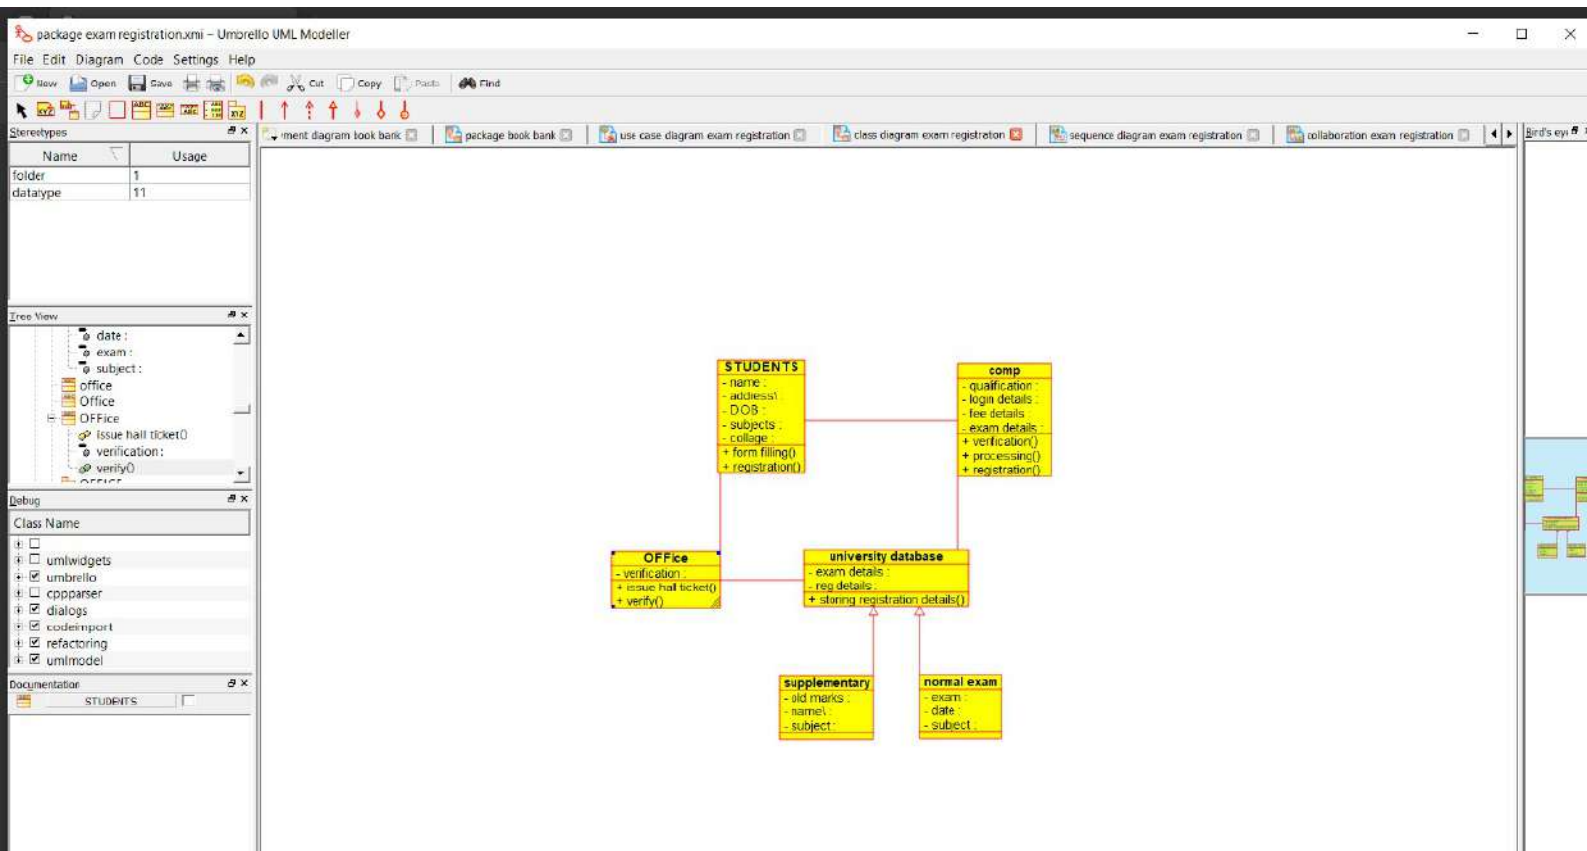 package exam registration.xmi – Umbrello UML Modeller
File Edit Diagram Code Settings Help
New Open Save Cut Copy Paste Find
Stereotypes
ment diagram book bank
package book bank
use case diagram exam registration
class diagram exam registraton
sequence diagram exam registration
collaboration exam registration
Bird's eye
Name Usage
folder 1
datatype 11
Tree View
date :
exam :
subject :
office
Office
OFFice
issue hall ticket()
verification :
verify()
Debug
Class Name
umlwidgets
umbrello
cppparser
dialogs
codeimport
refactoring
umlmodel
Documentation
STUDENTS
STUDENTS
- name :
- address\ :
- DOB :
- subjects :
- collage :
+ form filling()
+ registration()
comp
- qualification :
- login details :
- fee details :
- exam details :
+ verification()
+ processing()
+ registration()
OFFice
- verification :
+ issue hall ticket()
+ verify()
university database
- exam details :
- reg details :
+ storing registration details()
supplementary
- old marks :
- name\ :
- subject :
normal exam
- exam :
- date :
- subject :